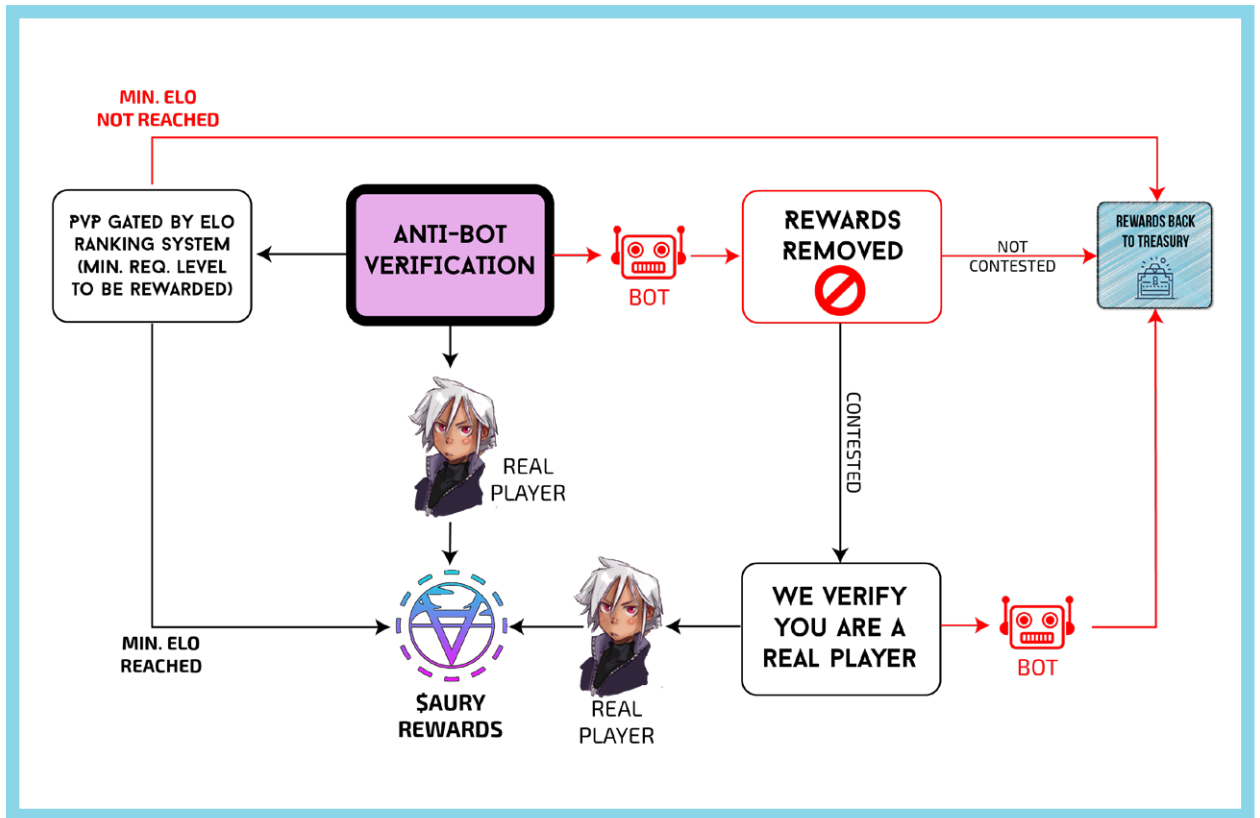 MIN. ELO
NOT REACHED
PVP GATED BY ELO
RANKING SYSTEM
(MIN. REQ. LEVEL
TO BE REWARDED)
ANTI-BOT
VERIFICATION
BOT
REWARDS
REMOVED
NOT
CONTESTED
REWARDS BACK
TO TREASURY
REAL
PLAYER
CONTESTED
MIN. ELO
REACHED
$AURY
REWARDS
REAL
PLAYER
WE VERIFY
YOU ARE A
REAL PLAYER
BOT